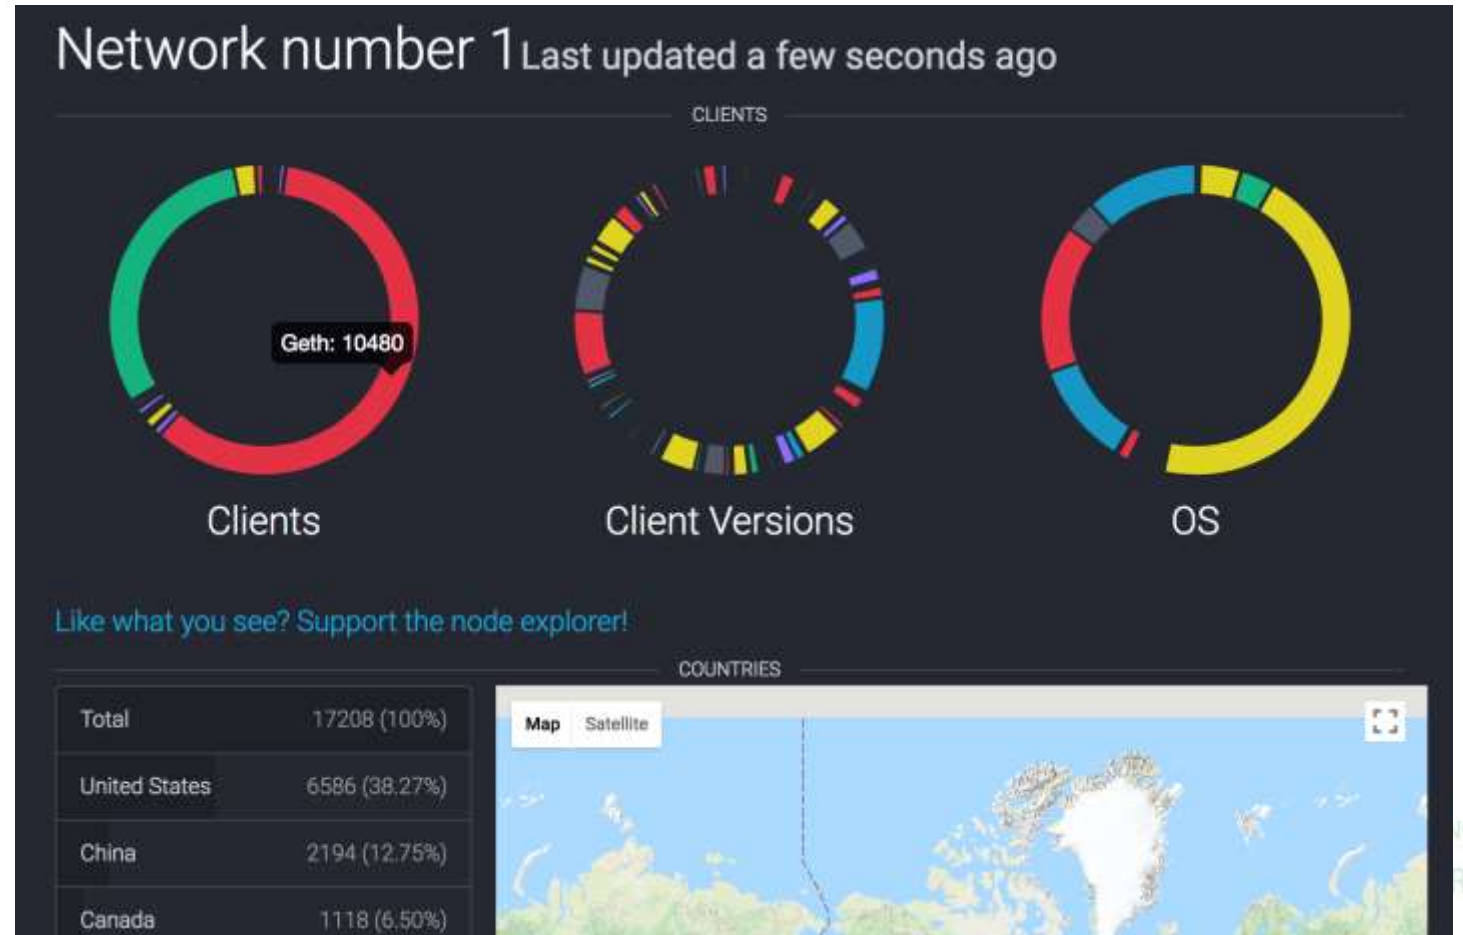 Network number 1 Last updated a few seconds ago
CLIENTS
Geth: 10480
Clients
Client Versions
OS
Like what you see? Support the node explorer!
COUNTRIES
Total 17208 (100%)
United States 6586 (38.27%)
China 2194 (12.75%)
Canada 1118 (6.50%)
Map Satellite